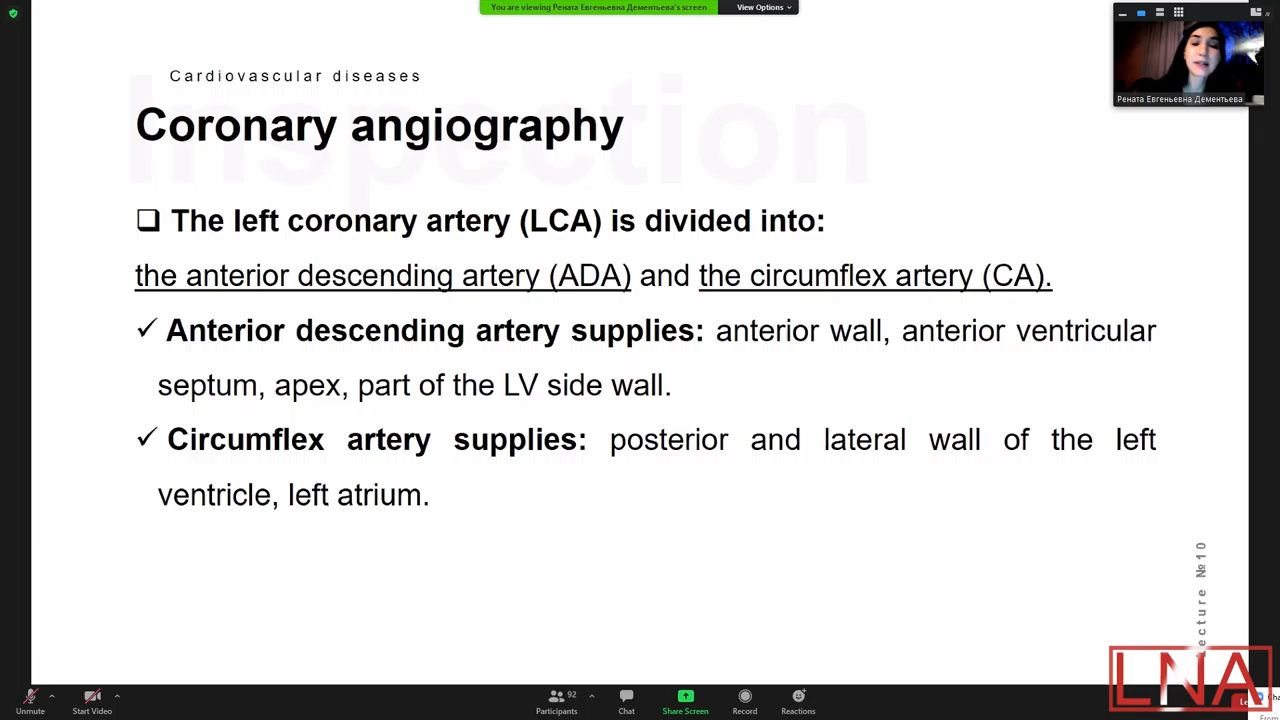 You are viewing Рената Евгеньевна Дементьева's screen View Options
Рената Евгеньевна Дементьева
Inspection
Cardiovascular diseases
Coronary angiography
❑ The left coronary artery (LCA) is divided into:
the anterior descending artery (ADA) and the circumflex artery (CA).
✓ Anterior descending artery supplies: anterior wall, anterior ventricular
septum, apex, part of the LV side wall.
✓ Circumflex artery supplies: posterior and lateral wall of the left
ventricle, left atrium.
Lecture №10
LNA
Unmute Start Video 92 Participants Chat Share Screen Record Reactions